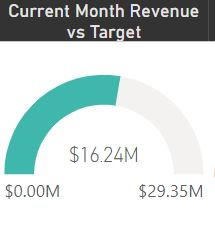 Current Month Revenue
vs Target
$16.24M
$0.00M $29.35M